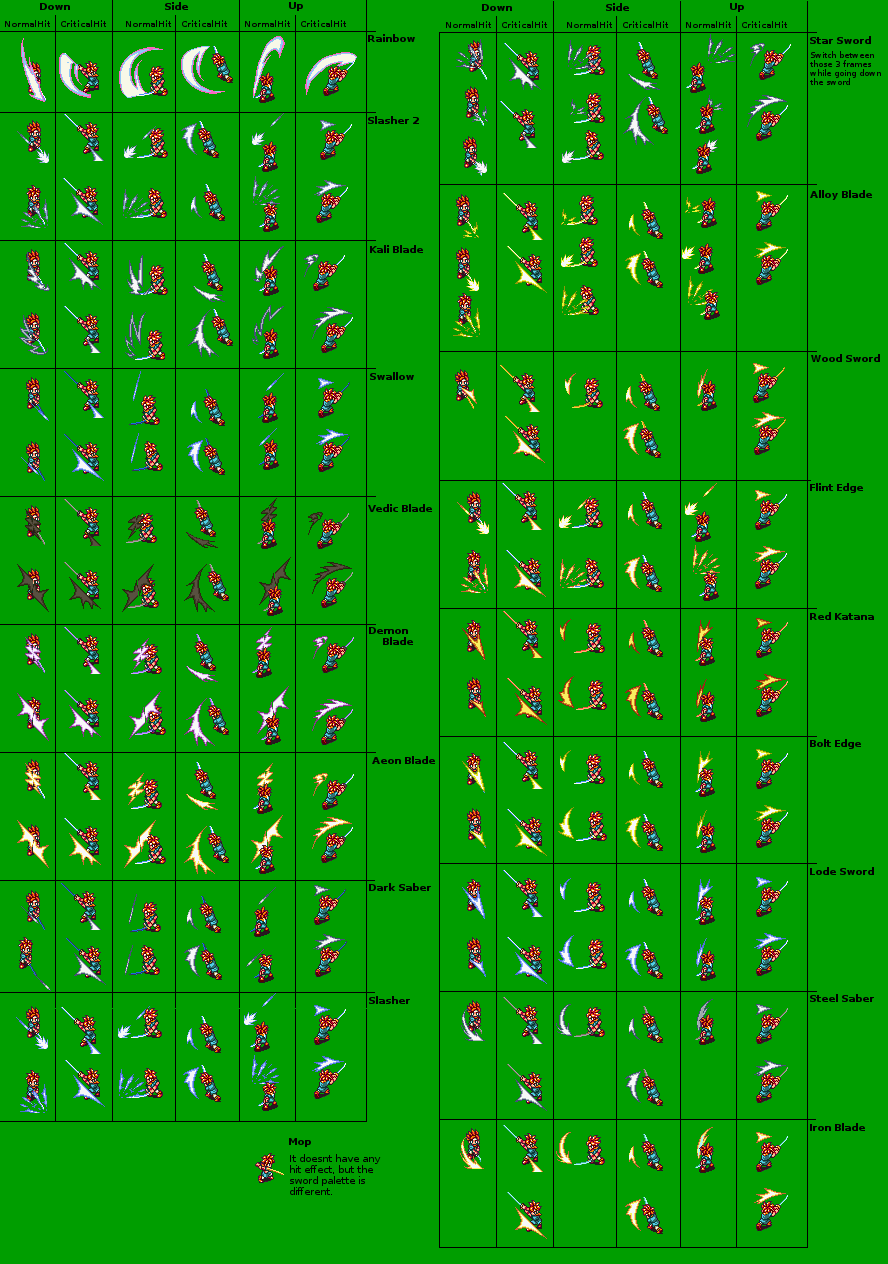 Down Side Up
NormalHit CriticalHit NormalHit CriticalHit NormalHit CriticalHit
Rainbow
Slasher 2
Kali Blade
Swallow
Vedic Blade
Demon
Blade
Aeon Blade
Dark Saber
Slasher
Mop
It doesnt have any
hit effect, but the
sword palette is
different.
Down Side Up
NormalHit CriticalHit NormalHit CriticalHit NormalHit CriticalHit
Star Sword
Switch between
those 3 frames
while going down
the sword
Alloy Blade
Wood Sword
Flint Edge
Red Katana
Bolt Edge
Lode Sword
Steel Saber
Iron Blade